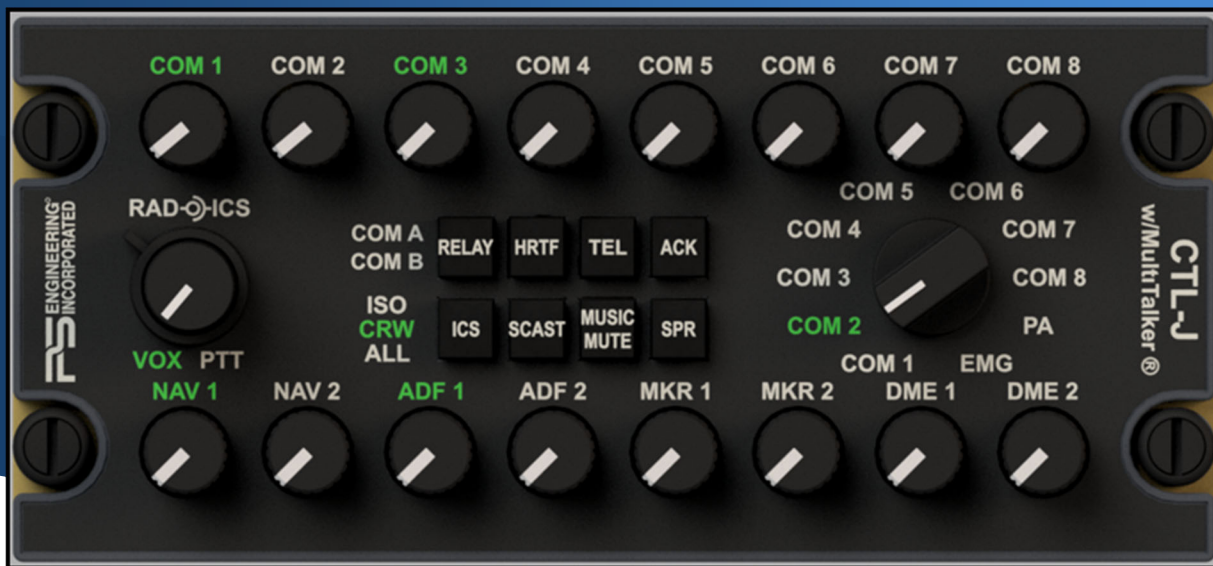 COM 1 COM 2 COM 3 COM 4 COM 5 COM 6 COM 7 COM 8
RAD ICS
VOX PTT
PS ENGINEERING®
INCORPORATED
COM A
COM B
RELAY HRTF TEL ACK
ISO
CRW
ALL
ICS SCAST MUSIC MUTE SPR
COM 5 COM 6
COM 4 COM 7
COM 3 COM 8
COM 2 PA
COM 1 EMG
CTL-J
w/MultiTalker ®
NAV 1 NAV 2 ADF 1 ADF 2 MKR 1 MKR 2 DME 1 DME 2